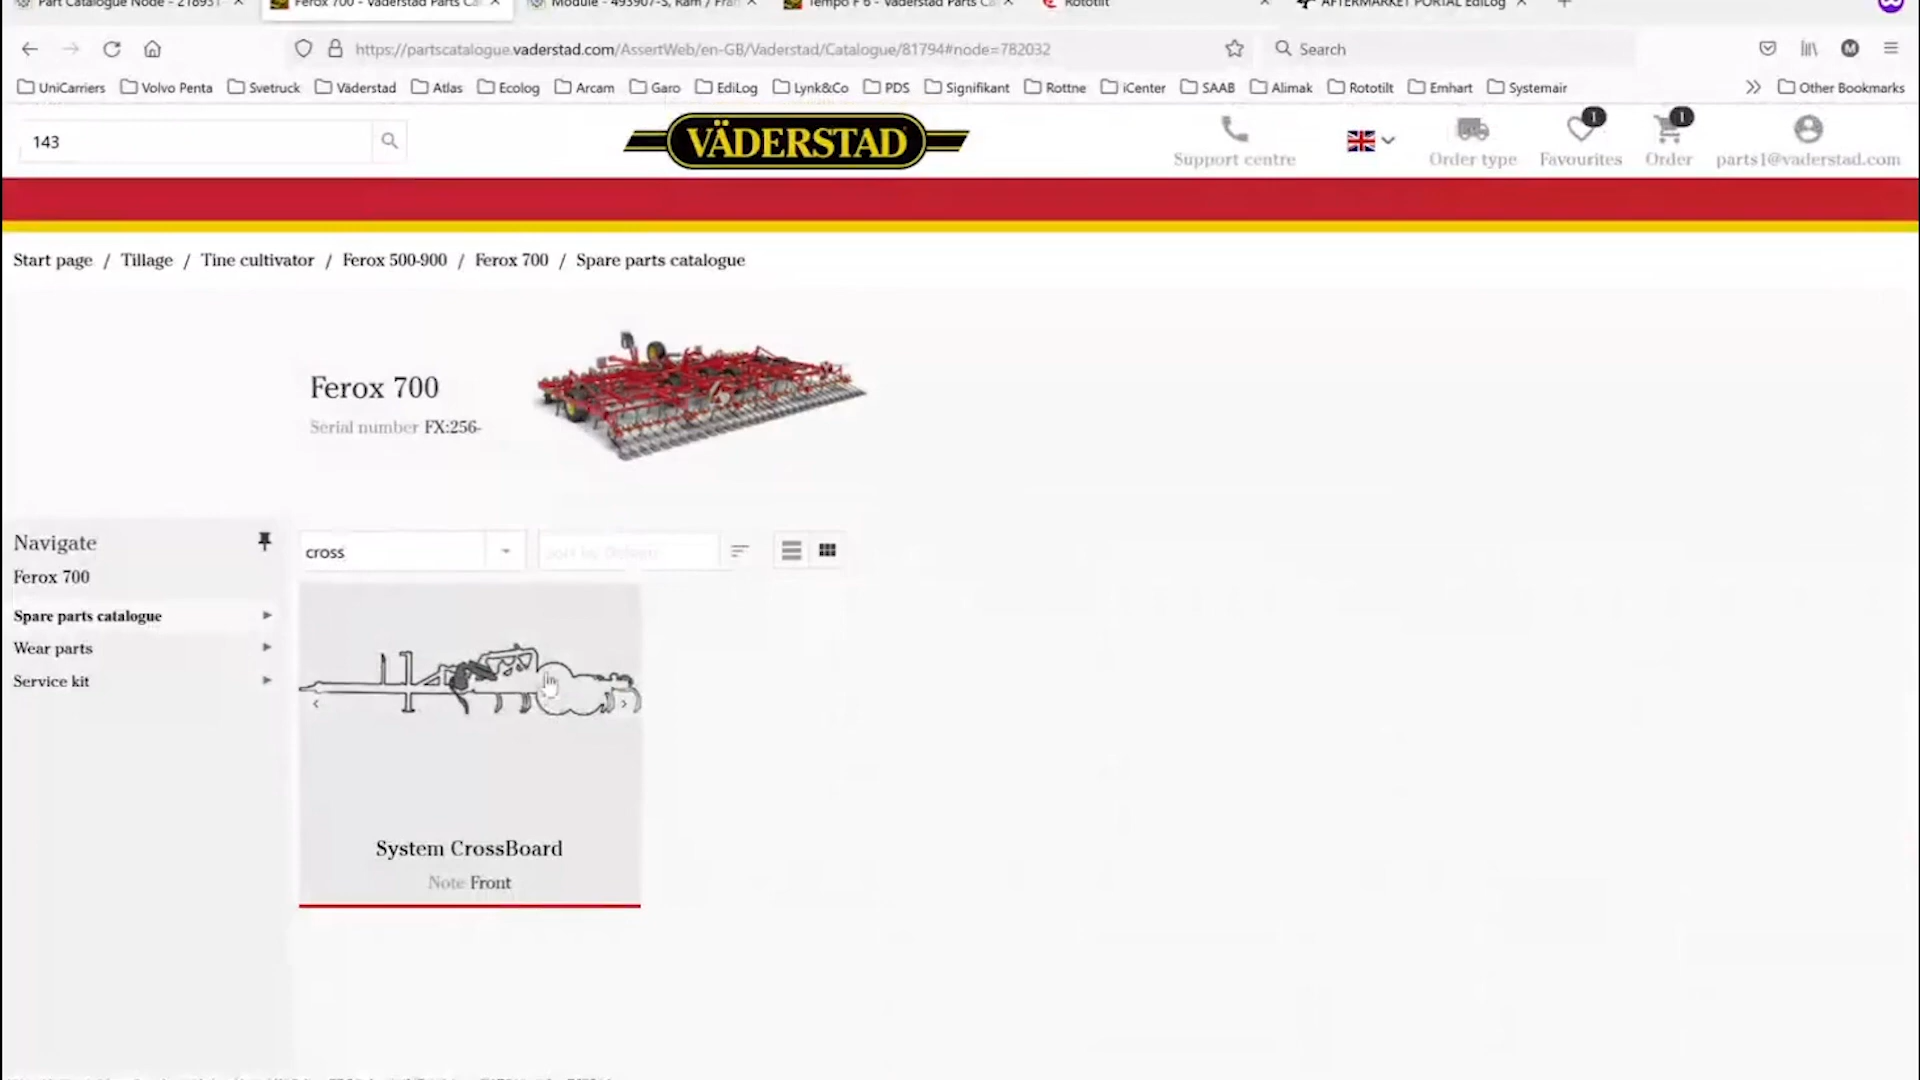 Part Catalogue Node - 218931
Ferox 700 - Väderstad Parts Ca
Module - 493907-S, Ram / Fran
Tempo F 6 - Väderstad Parts Ca
Rototilt
AFTERMARKET PORTAL EdiLog
https://partscatalogue.vaderstad.com/AssertWeb/en-GB/Vaderstad/Catalogue/81794#node=782032
Search
M
UniCarriers
Volvo Penta
Svetruck
Väderstad
Atlas
Ecolog
Arcam
Garo
EdiLog
Lynk&Co
PDS
Signifikant
Rottne
iCenter
SAAB
Alimak
Rototilt
Emhart
Systemair
Other Bookmarks
143
VÄDERSTAD
Support centre
Order type
1
Favourites
1
Order
parts1@vaderstad.com
Start page / Tillage / Tine cultivator / Ferox 500-900 / Ferox 700 / Spare parts catalogue
Ferox 700
Serial number FX:256-
Navigate
Ferox 700
Spare parts catalogue
Wear parts
Service kit
cross
Sort by Default
System CrossBoard
Note Front